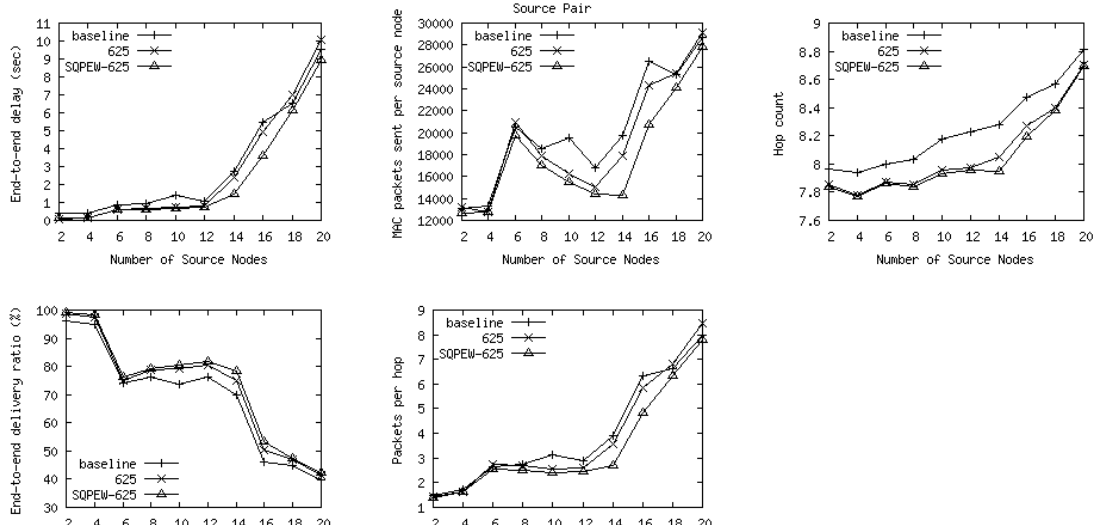 Source Pair
11
10
9
8
7
6
5
4
3
2
1
0
End-to-end delay (sec)
baseline
625
SQPEW-625
2 4 6 8 10 12 14 16 18 20
Number of Source Nodes
30000
28000
26000
24000
22000
20000
18000
16000
14000
12000
MAC packets sent per source node
baseline
625
SQPEW-625
2 4 6 8 10 12 14 16 18 20
Number of Source Nodes
9
8.8
8.6
8.4
8.2
8
7.8
7.6
Hop count
baseline
625
SQPEW-625
2 4 6 8 10 12 14 16 18 20
Number of Source Nodes
100
90
80
70
60
50
40
30
End-to-end delivery ratio (%)
baseline
625
SQPEW-625
2 4 6 8 10 12 14 16 18 20
9
8
7
6
5
4
3
2
1
Packets per hop
baseline
625
SQPEW-625
2 4 6 8 10 12 14 16 18 20